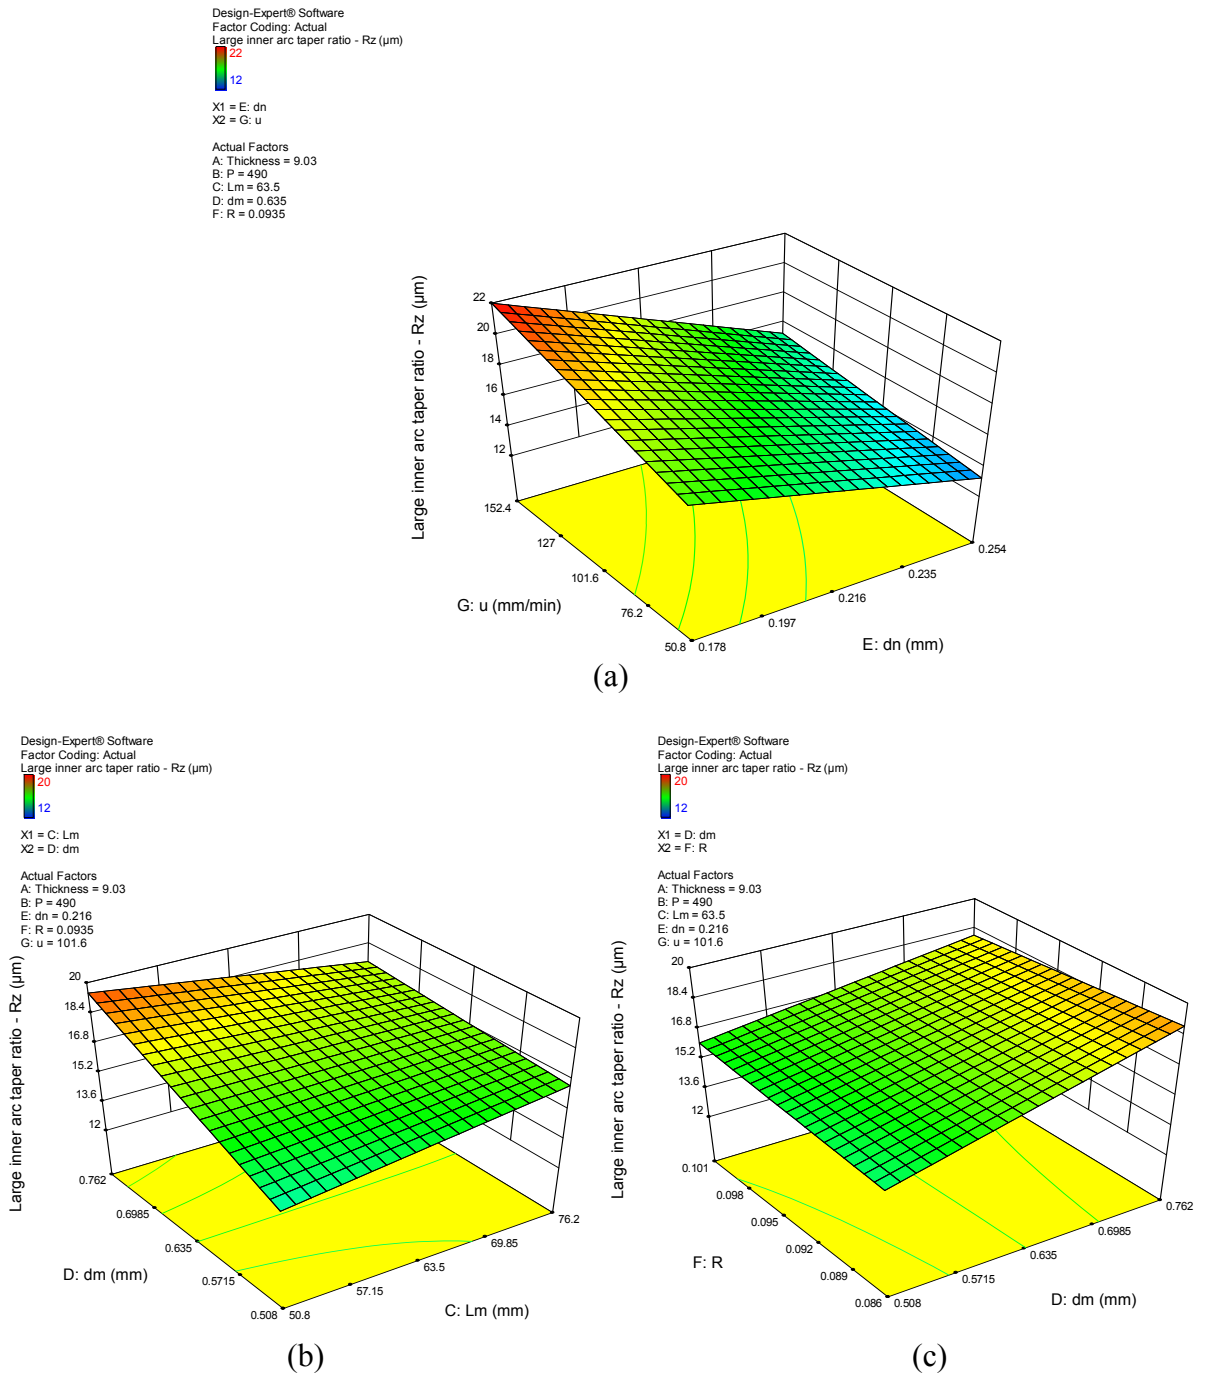 Design-Expert® Software
Factor Coding: Actual
Large inner arc taper ratio - Rz (µm)
22
12
X1 = E: dn
X2 = G: u
Actual Factors
A: Thickness = 9.03
B: P = 490
C: Lm = 63.5
D: dm = 0.635
F: R = 0.0935
Large inner arc taper ratio - Rz (µm)
22
20
18
16
14
12
152.4
127
101.6
76.2
50.8
G: u (mm/min)
0.178
0.197
0.216
0.235
0.254
E: dn (mm)
(a)
Design-Expert® Software
Factor Coding: Actual
Large inner arc taper ratio - Rz (µm)
20
12
X1 = C: Lm
X2 = D: dm
Actual Factors
A: Thickness = 9.03
B: P = 490
E: dn = 0.216
F: R = 0.0935
G: u = 101.6
Large inner arc taper ratio - Rz (µm)
20
18.4
16.8
15.2
13.6
12
0.762
0.6985
0.635
0.5715
0.508
D: dm (mm)
50.8
57.15
63.5
69.85
76.2
C: Lm (mm)
(b)
Design-Expert® Software
Factor Coding: Actual
Large inner arc taper ratio - Rz (µm)
20
12
X1 = D: dm
X2 = F: R
Actual Factors
A: Thickness = 9.03
B: P = 490
C: Lm = 63.5
E: dn = 0.216
G: u = 101.6
Large inner arc taper ratio - Rz (µm)
20
18.4
16.8
15.2
13.6
12
0.101
0.098
0.095
0.092
0.089
0.086
F: R
0.508
0.5715
0.635
0.6985
0.762
D: dm (mm)
(c)